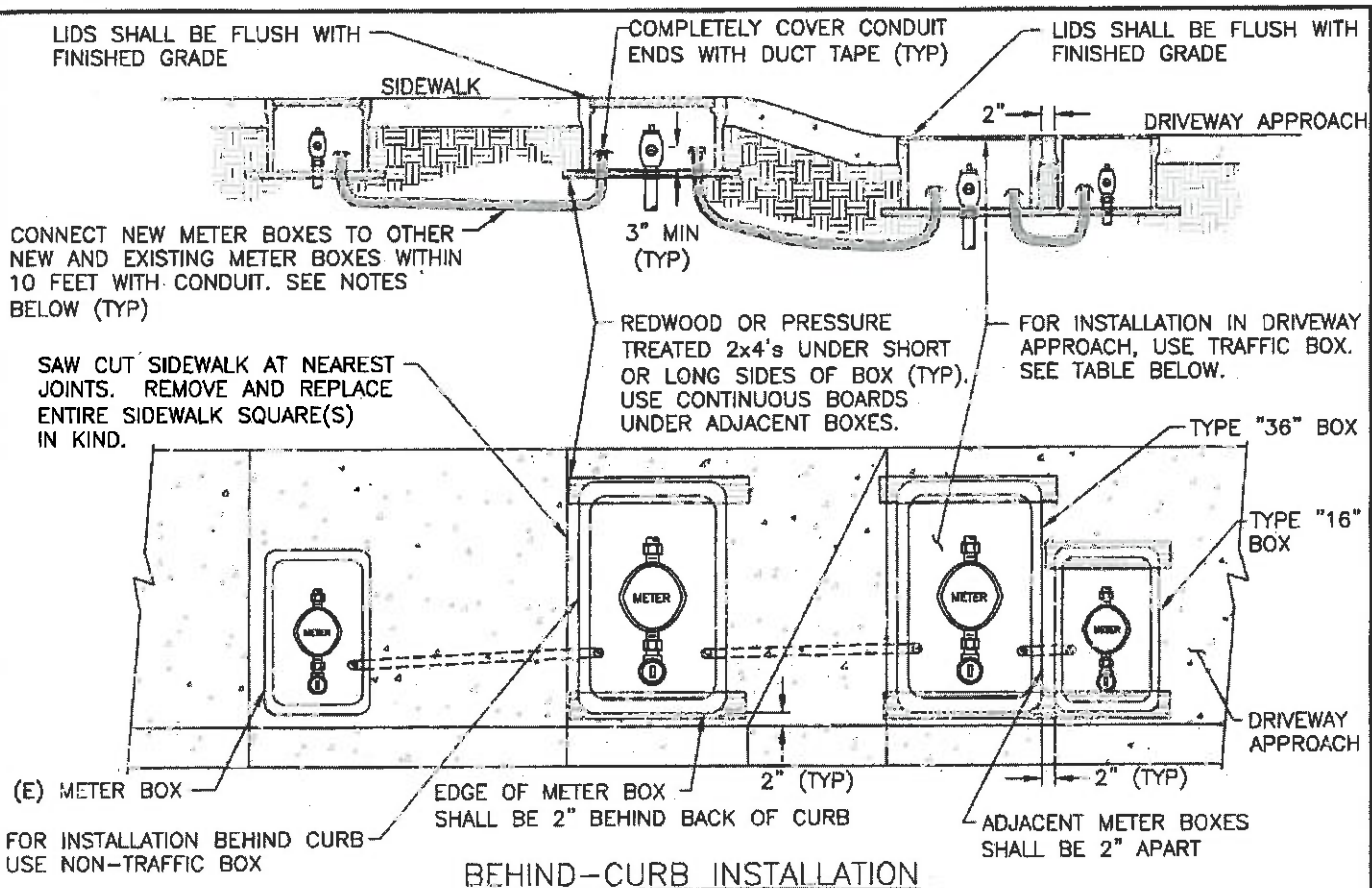 LIDS SHALL BE FLUSH WITH
FINISHED GRADE
COMPLETELY COVER CONDUIT
ENDS WITH DUCT TAPE (TYP)
LIDS SHALL BE FLUSH WITH
FINISHED GRADE
SIDEWALK
2"
DRIVEWAY APPROACH
CONNECT NEW METER BOXES TO OTHER
NEW AND EXISTING METER BOXES WITHIN
10 FEET WITH CONDUIT. SEE NOTES
BELOW (TYP)
3" MIN
(TYP)
REDWOOD OR PRESSURE
TREATED 2x4's UNDER SHORT
OR LONG SIDES OF BOX (TYP).
USE CONTINUOUS BOARDS
UNDER ADJACENT BOXES.
FOR INSTALLATION IN DRIVEWAY
APPROACH, USE TRAFFIC BOX.
SEE TABLE BELOW.
SAW CUT SIDEWALK AT NEAREST
JOINTS. REMOVE AND REPLACE
ENTIRE SIDEWALK SQUARE(S)
IN KIND.
TYPE "36" BOX
TYPE "16"
BOX
METER
METER
METER
METER
DRIVEWAY
APPROACH
(E) METER BOX
EDGE OF METER BOX
SHALL BE 2" BEHIND BACK OF CURB
2" (TYP)
2" (TYP)
ADJACENT METER BOXES
SHALL BE 2" APART
FOR INSTALLATION BEHIND CURB
USE NON-TRAFFIC BOX
BEHIND-CURB INSTALLATION